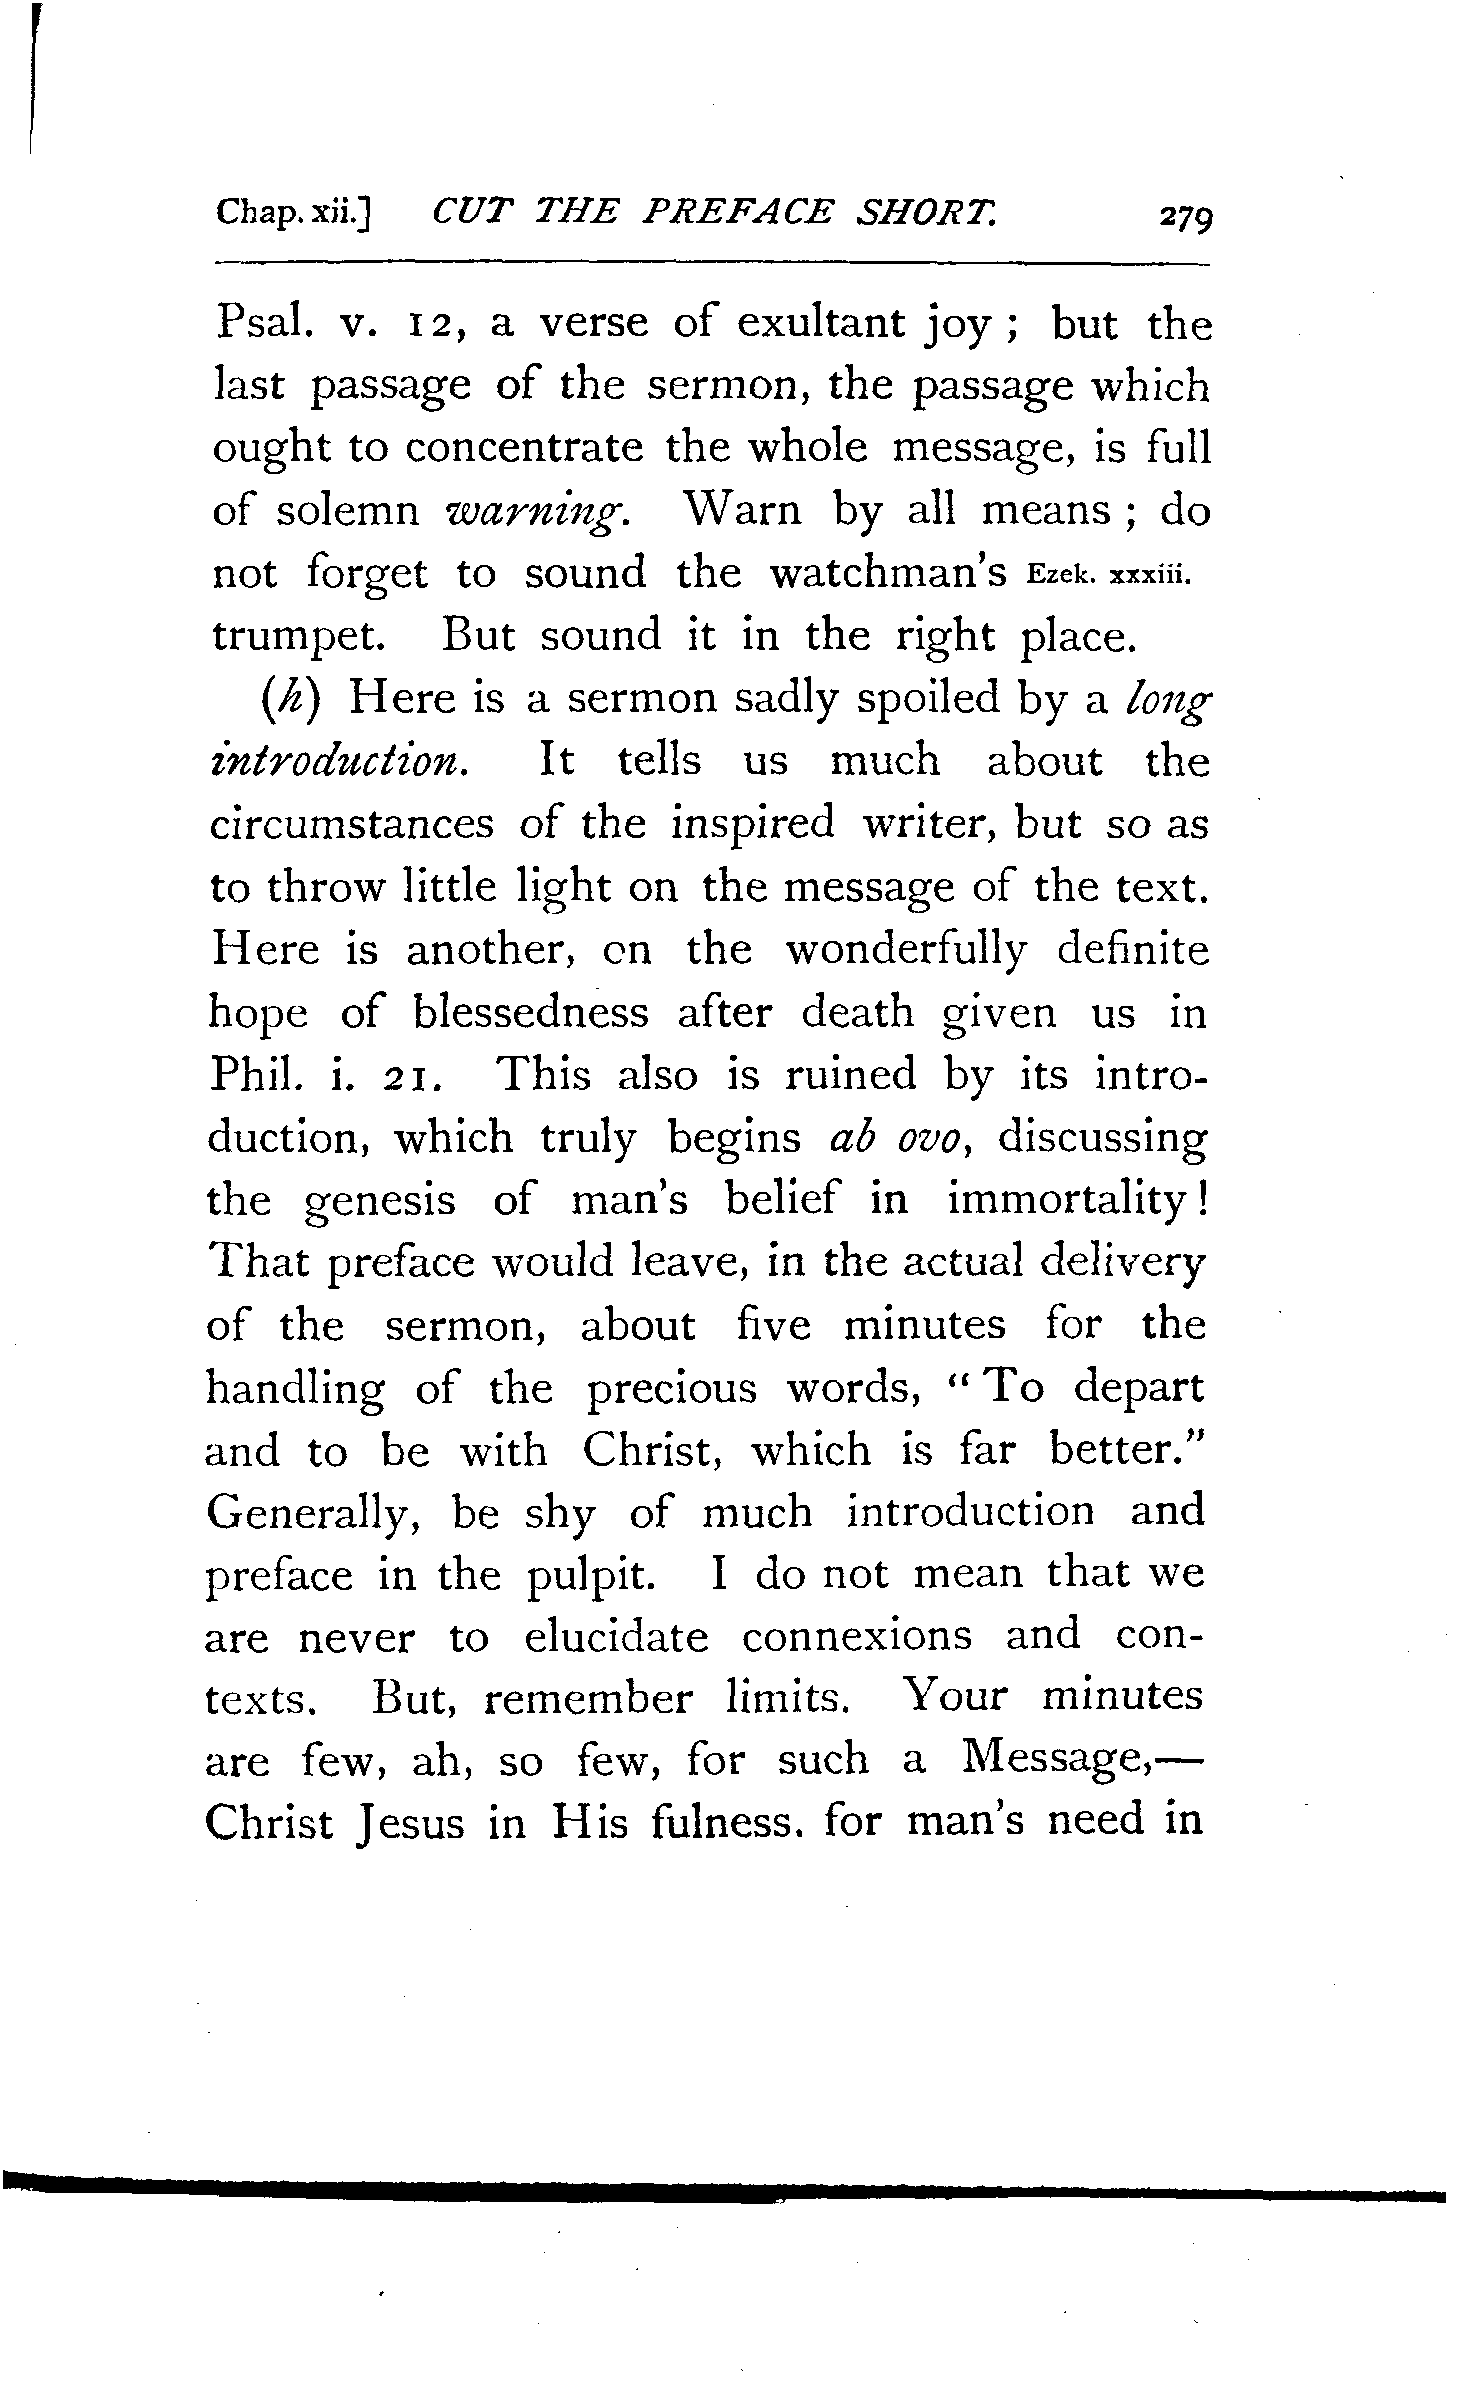 Chap. xii.] CUT THE PREFACE SHORT. 279
Psal. v. 12, a verse of exultant joy ; but the
last passage of the sermon, the passage which
ought to concentrate the whole message, is full
of solemn warning. Warn by all means ; do
not forget to sound the watchman's Ezek. xxxiii.
trumpet. But sound it in the right place.
(h) Here is a sermon sadly spoiled by a long
introduction. It tells us much about the
circumstances of the inspired writer, but so as
to throw little light on the message of the text.
Here is another, on the wonderfully definite
hope of blessedness after death given us in
Phil. i. 21. This also is ruined by its intro-
duction, which truly begins ab ovo, discussing
the genesis of man's belief in immortality !
That preface would leave, in the actual delivery
of the sermon, about five minutes for the
handling of the precious words, " To depart
and to be with Christ, which is far better."
Generally, be shy of much introduction and
preface in the pulpit. I do not mean that we
are never to elucidate connexions and con-
texts. But, remember limits. Your minutes
are few, ah, so few, for such a Message,—
Christ Jesus in His fulness. for man's need in